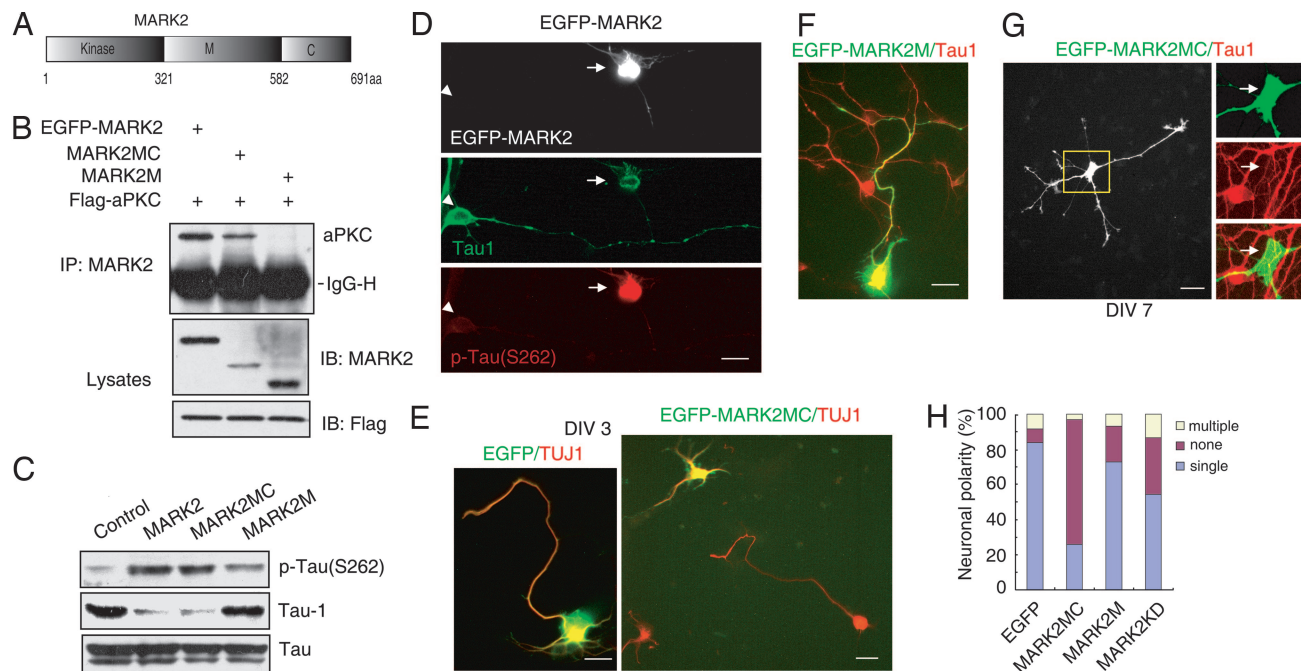 A
MARK2
Kinase M C
1 321 582 691aa
B
EGFP-MARK2 +
MARK2MC +
MARK2M +
Flag-aPKC + + +
IP: MARK2
aPKC
-IgG-H
Lysates
IB: MARK2
IB: Flag
C
Control MARK2 MARK2MC MARK2M
p-Tau(S262)
Tau-1
Tau
D
EGFP-MARK2
EGFP-MARK2
Tau1
p-Tau(S262)
E
DIV 3
EGFP/TUJ1
EGFP-MARK2MC/TUJ1
F
EGFP-MARK2M/Tau1
G
EGFP-MARK2MC/Tau1
DIV 7
H
Neuronal polarity (%)
100
80
60
40
20
0
EGFP MARK2MC MARK2M MARK2KD
multiple
none
single